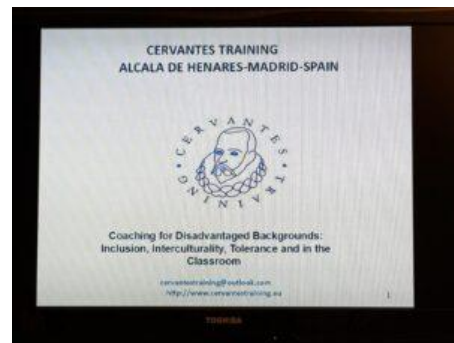 CERVANTES TRAINING
ALCALA DE HENARES-MADRID-SPAIN
CERVANTES
TRAINING
Coaching for Disadvantaged Backgrounds:
Inclusion, Interculturality, Tolerance and in the
Classroom
cervantestraining@outlook.com
http://www.cervantestraining.eu
1
TOSHIBA